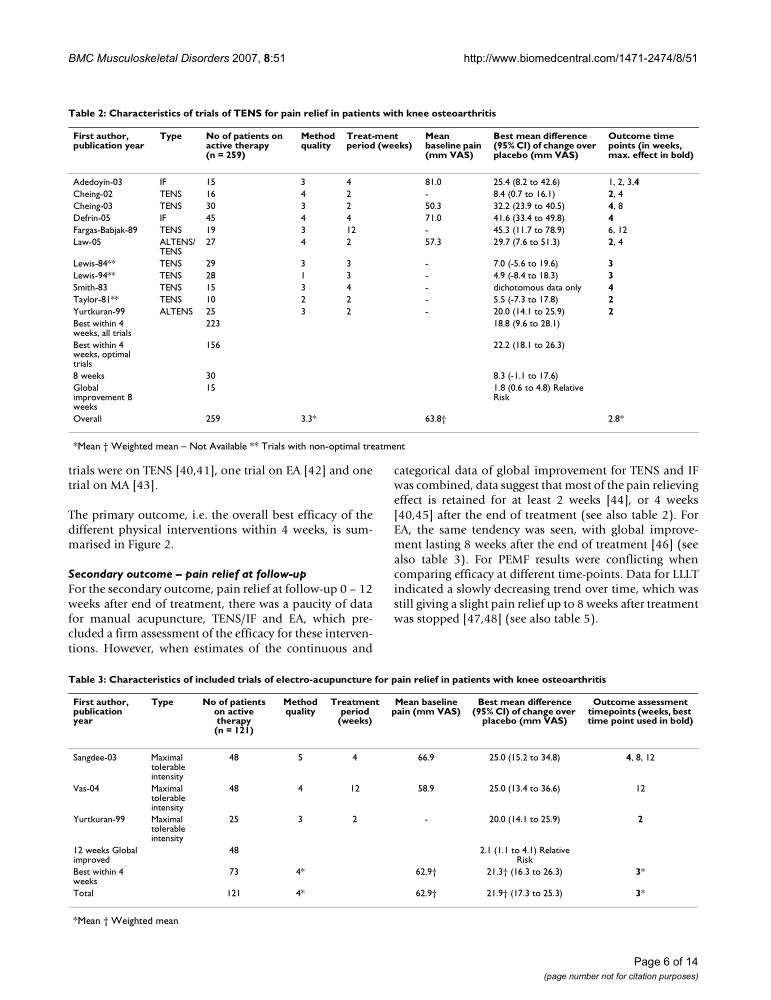 BMC Musculoskeletal Disorders 2007, 8:51 http://www.biomedcentral.com/1471-2474/8/51
Table 2: Characteristics of trials of TENS for pain relief in patients with knee osteoarthritis
First author, publication year Type No of patients on active therapy (n = 259) Method quality Treat-ment period (weeks) Mean baseline pain (mm VAS) Best mean difference (95% CI) of change over placebo (mm VAS) Outcome time points (in weeks, max. effect in bold)
Adedoyin-03 IF 15 3 4 81.0 25.4 (8.2 to 42.6) 1, 2, 3,4
Cheing-02 TENS 16 4 2 - 8.4 (0.7 to 16.1) 2, 4
Cheing-03 TENS 30 3 2 50.3 32.2 (23.9 to 40.5) 4, 8
Defrin-05 IF 45 4 4 71.0 41.6 (33.4 to 49.8) 4
Fargas-Babjak-89 TENS 19 3 12 - 45.3 (11.7 to 78.9) 6, 12
Law-05 ALTENS/ 27 4 2 57.3 29.7 (7.6 to 51.3) 2, 4
TENS
Lewis-84** TENS 29 3 3 - 7.0 (-5.6 to 19.6) 3
Lewis-94** TENS 28 1 3 - 4.9 (-8.4 to 18.3) 3
Smith-83 TENS 15 3 4 - dichotomous data only 4
Taylor-81** TENS 10 2 2 - 5.5 (-7.3 to 17.8) 2
Yurtkuran-99 ALTENS 25 3 2 - 20.0 (14.1 to 25.9) 2
Best within 4 223 18.8 (9.6 to 28.1)
weeks, all trials
Best within 4 156 22.2 (18.1 to 26.3)
weeks, optimal
trials
8 weeks 30 8.3 (-1.1 to 17.6)
Global 15 1.8 (0.6 to 4.8) Relative
improvement 8 Risk
weeks
Overall 259 3.3* 63.8† 2.8*
*Mean † Weighted mean – Not Available ** Trials with non-optimal treatment
trials were on TENS [40,41], one trial on EA [42] and one
trial on MA [43].
The primary outcome, i.e. the overall best efficacy of the
different physical interventions within 4 weeks, is sum-
marised in Figure 2.
Secondary outcome – pain relief at follow-up
For the secondary outcome, pain relief at follow-up 0 – 12
weeks after end of treatment, there was a paucity of data
for manual acupuncture, TENS/IF and EA, which pre-
cluded a firm assessment of the efficacy for these interven-
tions. However, when estimates of the continuous and
categorical data of global improvement for TENS and IF
was combined, data suggest that most of the pain relieving
effect is retained for at least 2 weeks [44], or 4 weeks
[40,45] after the end of treatment (see also table 2). For
EA, the same tendency was seen, with global improve-
ment lasting 8 weeks after the end of treatment [46] (see
also table 3). For PEMF results were conflicting when
comparing efficacy at different time-points. Data for LLLT
indicated a slowly decreasing trend over time, which was
still giving a slight pain relief up to 8 weeks after treatment
was stopped [47,48] (see also table 5).
Table 3: Characteristics of included trials of electro-acupuncture for pain relief in patients with knee osteoarthritis
First author, publication year Type No of patients on active therapy (n = 121) Method quality Treatment period (weeks) Mean baseline pain (mm VAS) Best mean difference (95% CI) of change over placebo (mm VAS) Outcome assessment timepoints (weeks, best time point used in bold)
Sangdee-03 Maximal 48 5 4 66.9 25.0 (15.2 to 34.8) 4, 8, 12
tolerable
intensity
Vas-04 Maximal 48 4 12 58.9 25.0 (13.4 to 36.6) 12
tolerable
intensity
Yurtkuran-99 Maximal 25 3 2 - 20.0 (14.1 to 25.9) 2
tolerable
intensity
12 weeks Global 48 2.1 (1.1 to 4.1) Relative
improved Risk
Best within 4 73 4* 62.9† 21.3† (16.3 to 26.3) 3*
weeks
Total 121 4* 62.9† 21.9† (17.3 to 25.3) 3*
*Mean † Weighted mean
Page 6 of 14
(page number not for citation purposes)